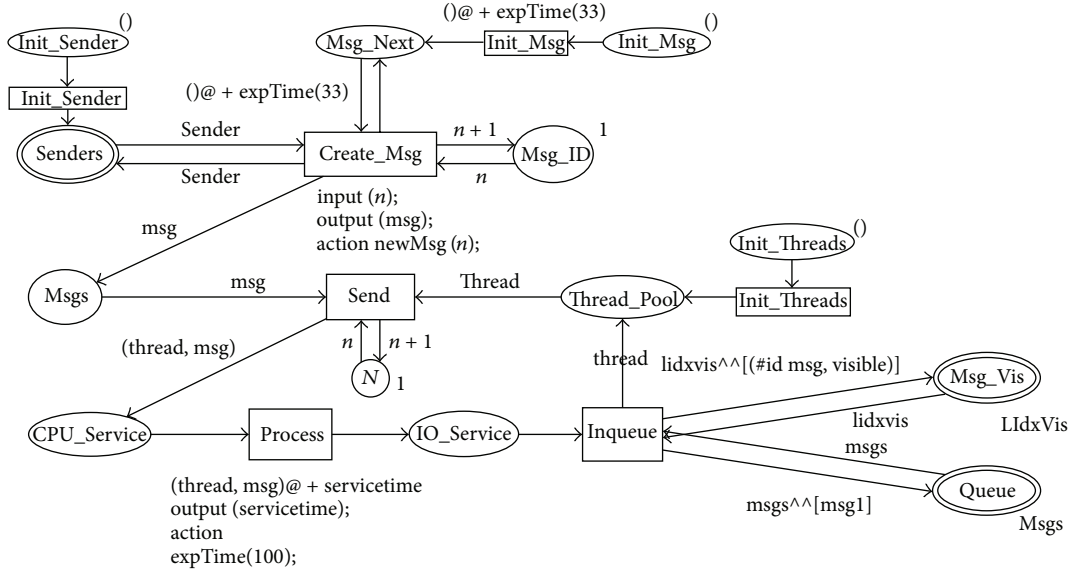 ()@ + expTime(33)
()
()
Init_Sender
Msg_Next
Init_Msg
Init_Msg
()@ + expTime(33)
Init_Sender
Sender
n + 1
1
Senders
Create_Msg
Msg_ID
Sender
n
input (n);
output (msg);
action newMsg (n);
msg
()
Init_Threads
Msgs
msg
Send
Thread
Thread_Pool
Init_Threads
(thread, msg)
n
n + 1
thread
lidxvis^^[(#id msg, visible)]
N
1
Msg_Vis
lidxvis
LIdxVis
CPU_Service
Process
IO_Service
Inqueue
msgs
(thread, msg)@ + servicetime
output (servicetime);
action
expTime(100);
msgs^^[msg1]
Queue
Msgs